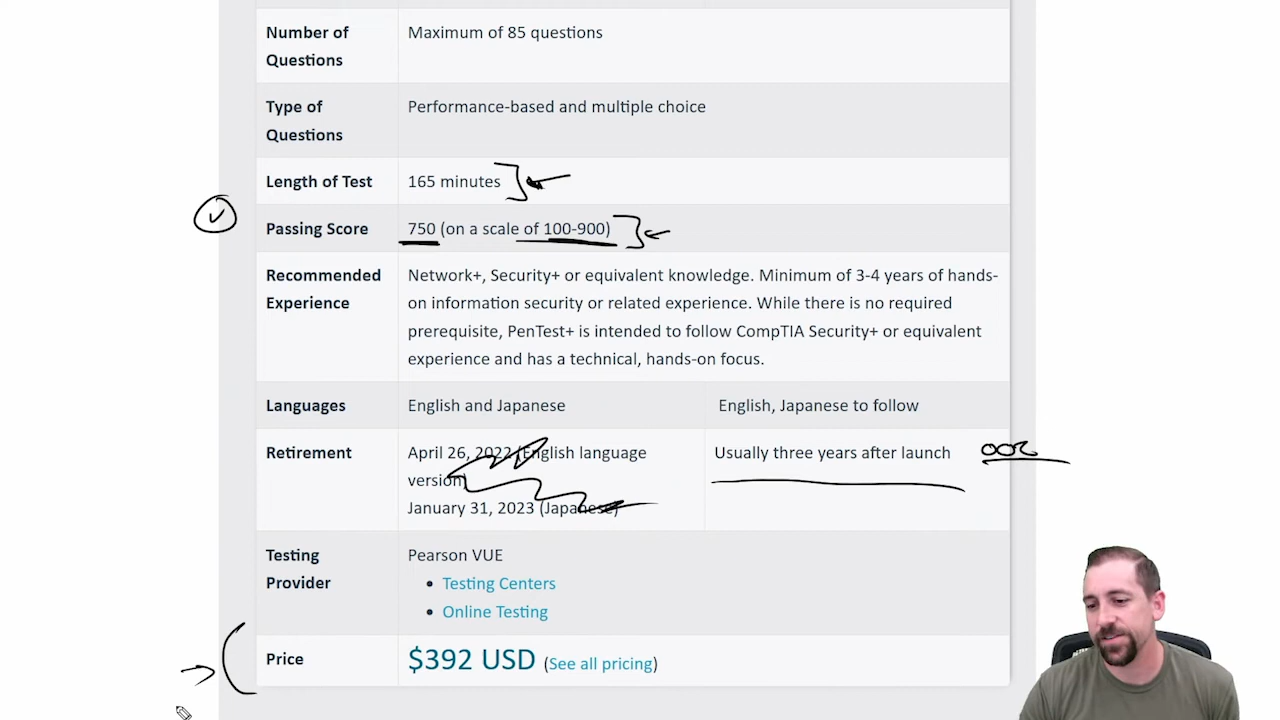 Number of
Questions
Maximum of 85 questions
Type of
Questions
Performance-based and multiple choice
Length of Test
165 minutes
Passing Score
750 (on a scale of 100-900)
Recommended
Experience
Network+, Security+ or equivalent knowledge. Minimum of 3-4 years of hands-
on information security or related experience. While there is no required
prerequisite, PenTest+ is intended to follow CompTIA Security+ or equivalent
experience and has a technical, hands-on focus.
Languages
English and Japanese
English, Japanese to follow
Retirement
April 26, 2022 (English language
version)
January 31, 2023 (Japanese)
Usually three years after launch
002
Testing
Provider
Pearson VUE
• Testing Centers
• Online Testing
Price
$392 USD (See all pricing)